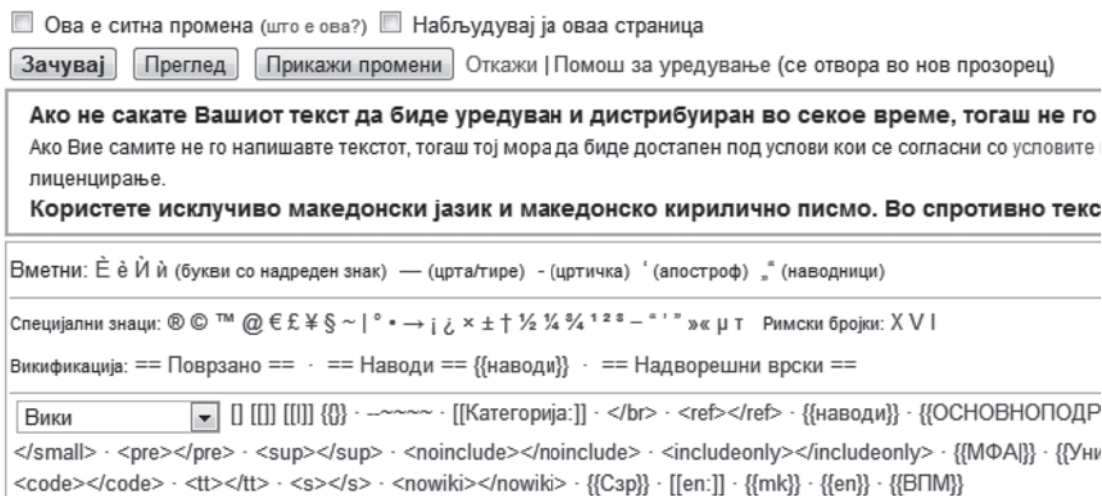 Ова е ситна промена (што е ова?) Набљудувај ја оваа страница
Зачувај Преглед Прикажи промени Откажи | Помош за уредување (се отвора во нов прозорец)
Ако не сакате Вашиот текст да биде уредуван и дистрибуиран во секое време, тогаш не го
Ако Вие самите не го напишавте текстот, тогаш тој мора да биде достапен под услови кои се согласни со условите
лиценцирање.
Користете исклучиво македонски јазик и македонско кирилично писмо. Во спротивно текс
Вметни: Ѐ ѐ Ѝ ѝ (букви со надреден знак) — (црта/тире) - (цртичка) ‘ (апостроф) „“ (наводници)
Специјални знаци: ® © ™ @ € £ ¥ § ~ | ° • → ¡ ¿ × ± † ½ ¼ ¾ ¹ ² ³ – “ ’ ” »« µ т Римски бројки: X V I
Викификација: == Поврзано == · == Наводи == {{наводи}} · == Надворешни врски ==
Вики [] [[]] [[|]] {{}} · --~~~~ · [[Категорија:]] · </br> · <ref></ref> · {{наводи}} · {{ОСНОВНОПОДР
</small> · <pre></pre> · <sup></sup> · <noinclude></noinclude> · <includeonly></includeonly> · {{МФА|}} · {{Уни
<code></code> · <tt></tt> · <s></s> · <nowiki></nowiki> · {{Сзр}} · [[en:]] · {{mk}} · {{en}} · {{ВПМ}}